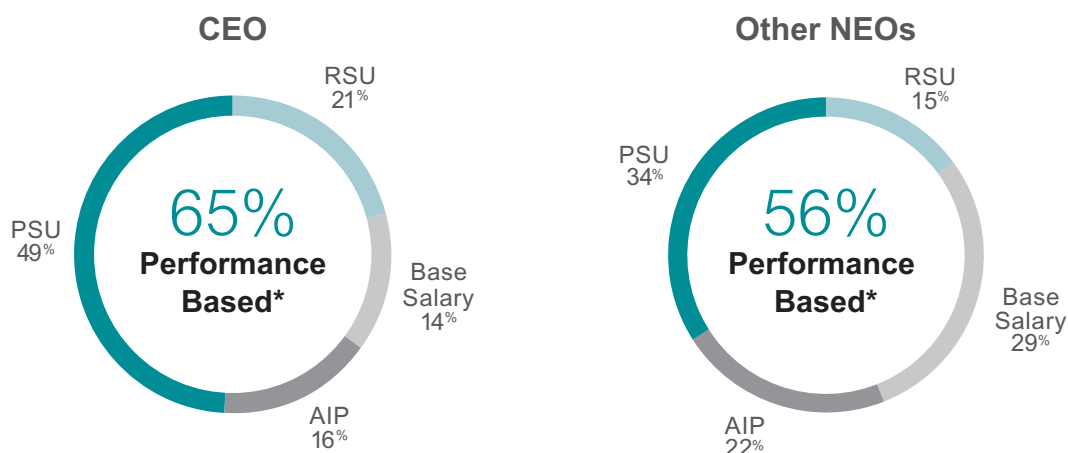 CEO
RSU
21%
PSU
49%
65%
Performance
Based*
Base
Salary
14%
AIP
16%
Other NEOs
RSU
15%
PSU
34%
56%
Performance
Based*
Base
Salary
29%
AIP
22%